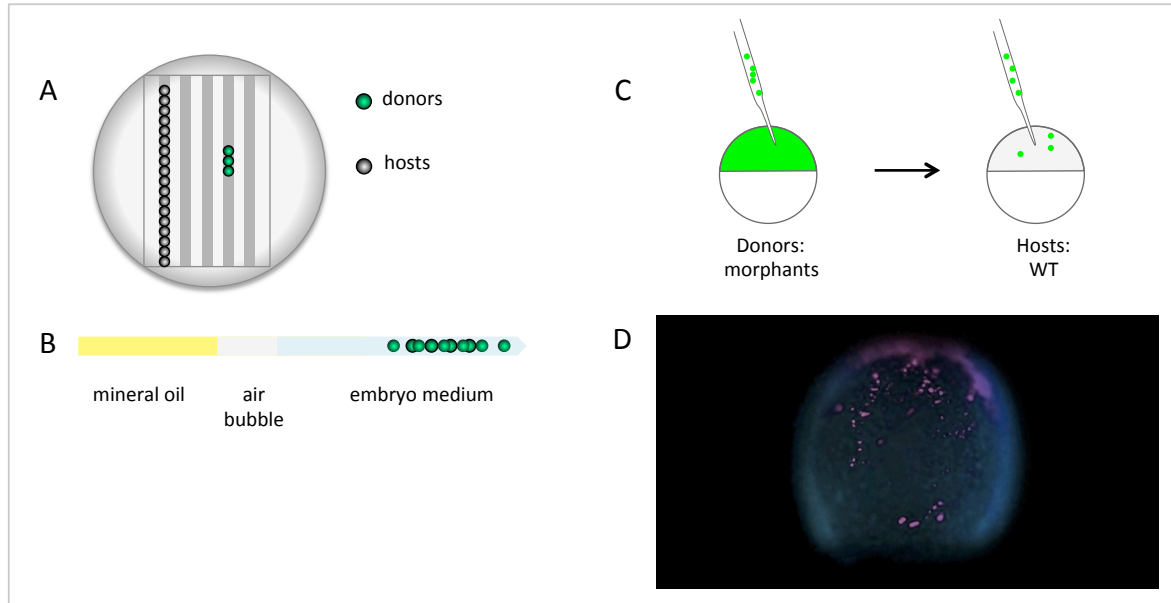 A
donors
hosts
B
mineral oil
air
bubble
embryo medium
C
Donors:
morphants
Hosts:
WT
D